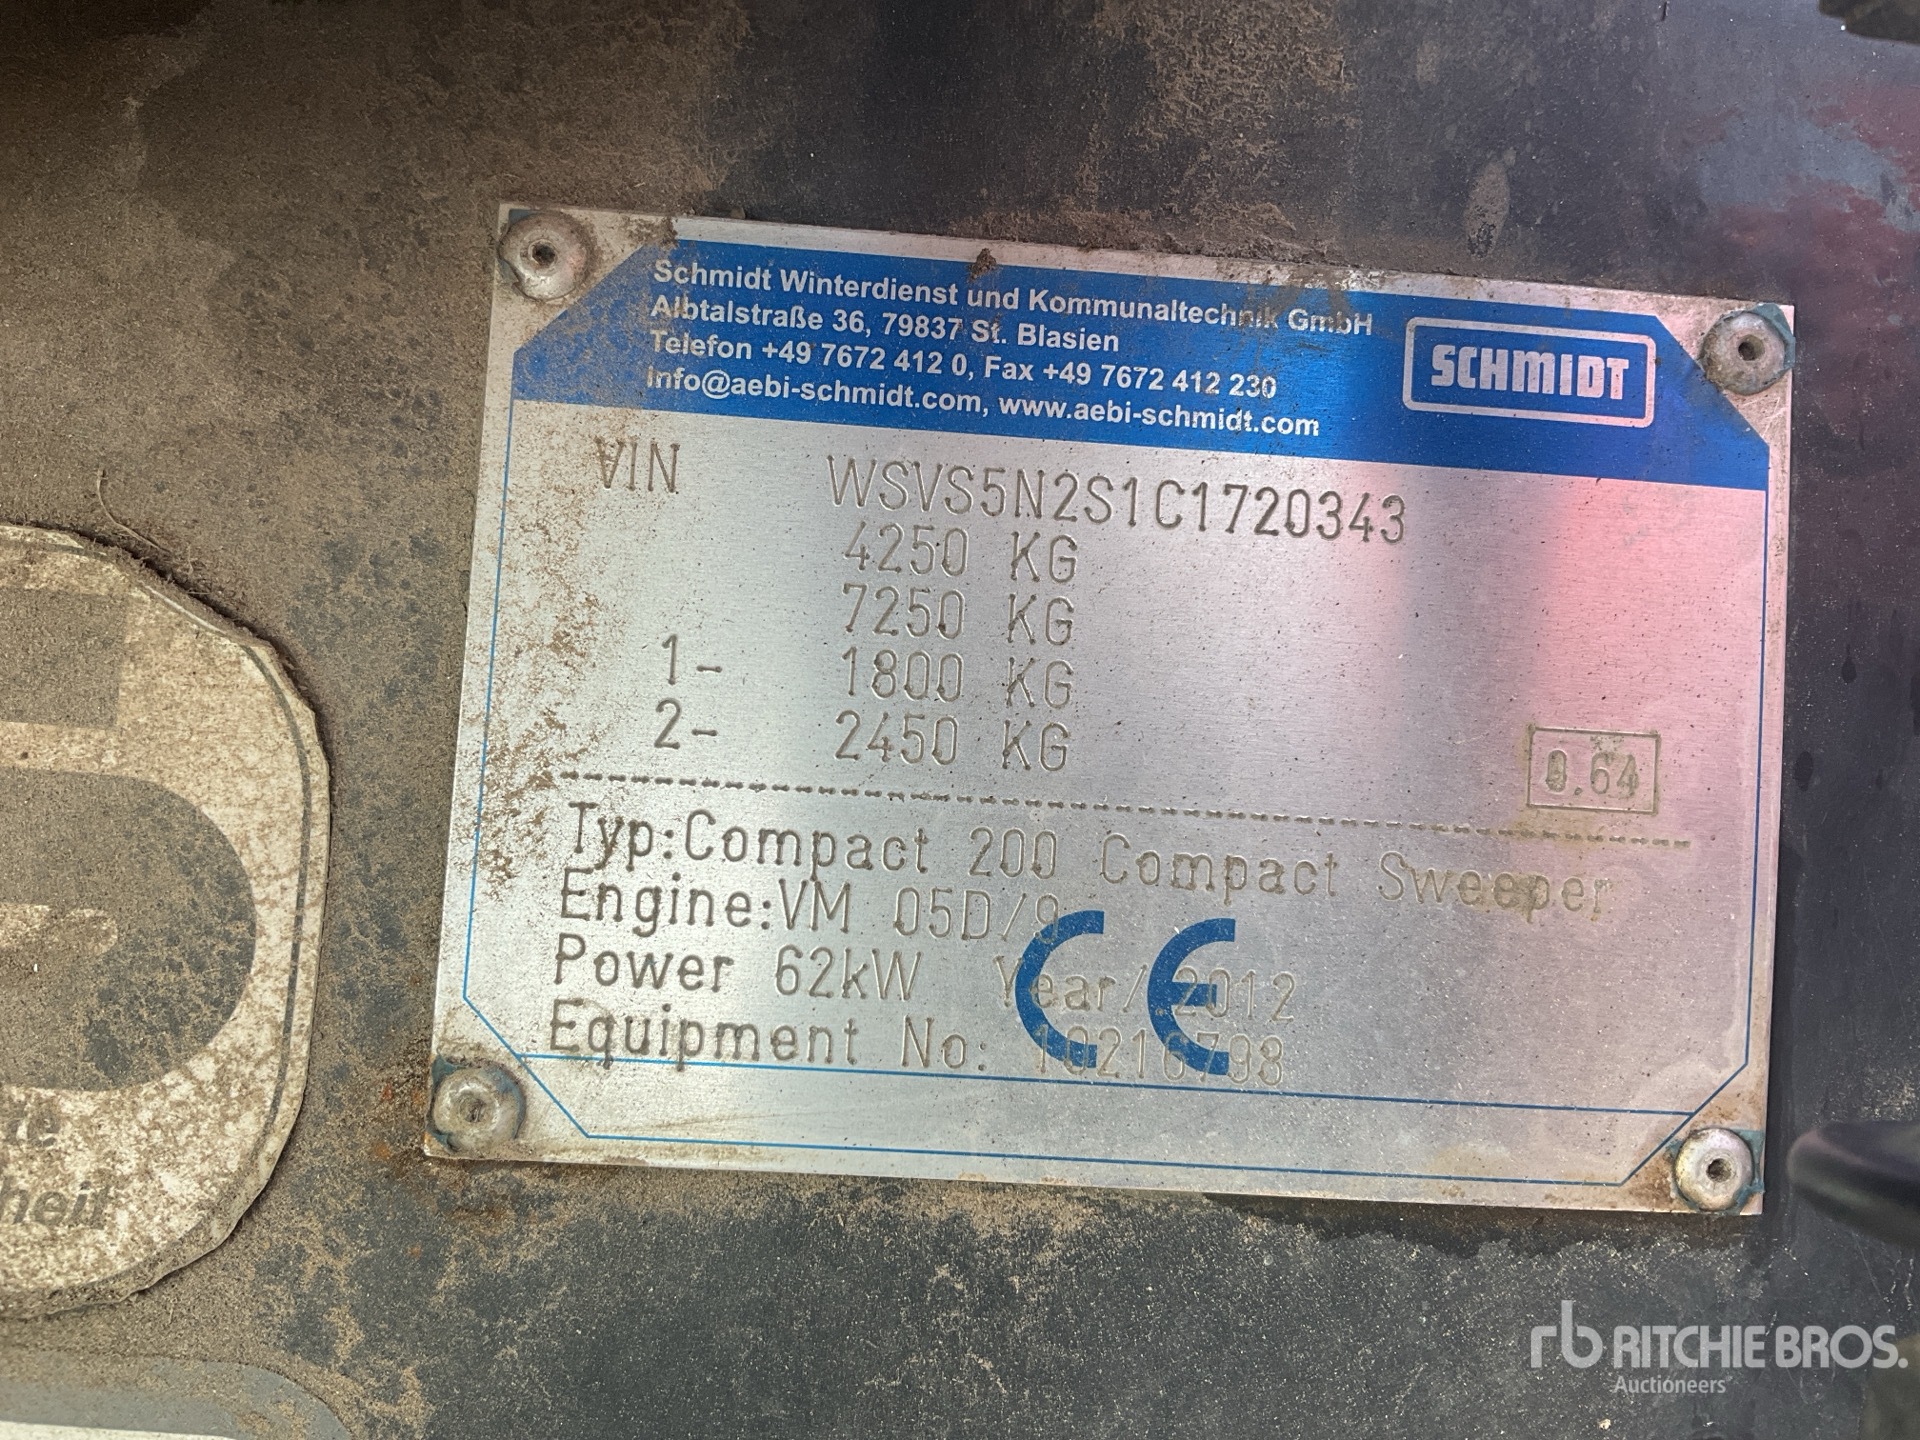 Schmidt Winterdienst und Kommunaltechnik GmbH
Albtalstraße 36, 79837 St. Blasien
Telefon +49 7672 412 0, Fax +49 7672 412 230
Info@aebi-schmidt.com, www.aebi-schmidt.com
SCHMIDT
VIN WSVS5N2S1C1720343
4250 KG
7250 KG
1- 1800 KG
2- 2450 KG
0.64
Typ:Compact 200 Compact Sweeper
Engine:VM 05D/9
Power 62kW Year/:2012
Equipment No: 10216798
CE
heit
rb RITCHIE BROS.
Auctioneers